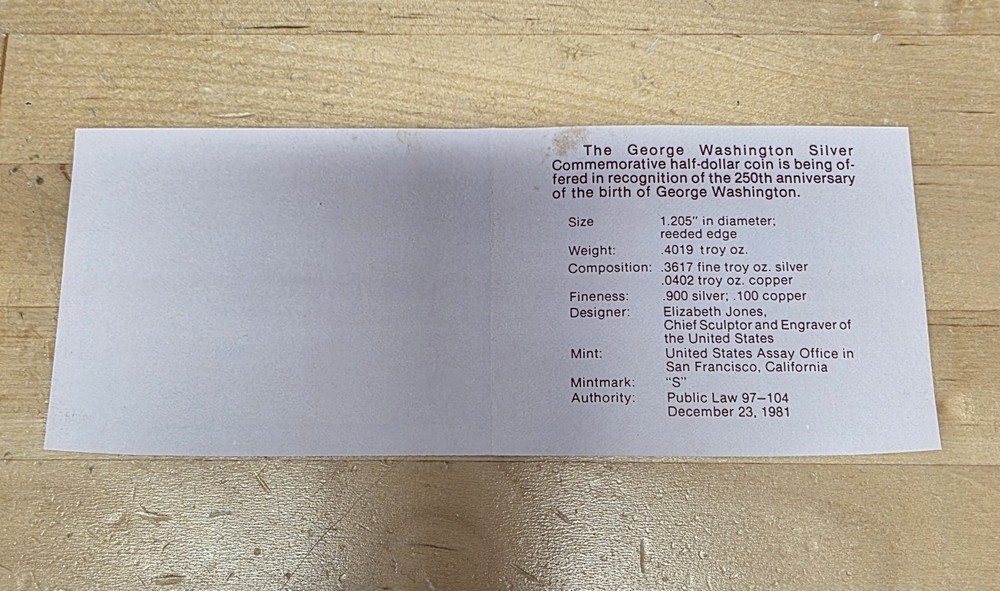 The George Washington Silver
Commemorative half-dollar coin is being of-
fered in recognition of the 250th anniversary
of the birth of George Washington.
Size 1.205" in diameter;
reeded edge
Weight: .4019 troy oz.
Composition: .3617 fine troy oz. silver
.0402 troy oz. copper
Fineness: .900 silver; .100 copper
Designer: Elizabeth Jones,
Chief Sculptor and Engraver of
the United States
Mint: United States Assay Office in
San Francisco, California
Mintmark: "S"
Authority: Public Law 97–104
December 23, 1981